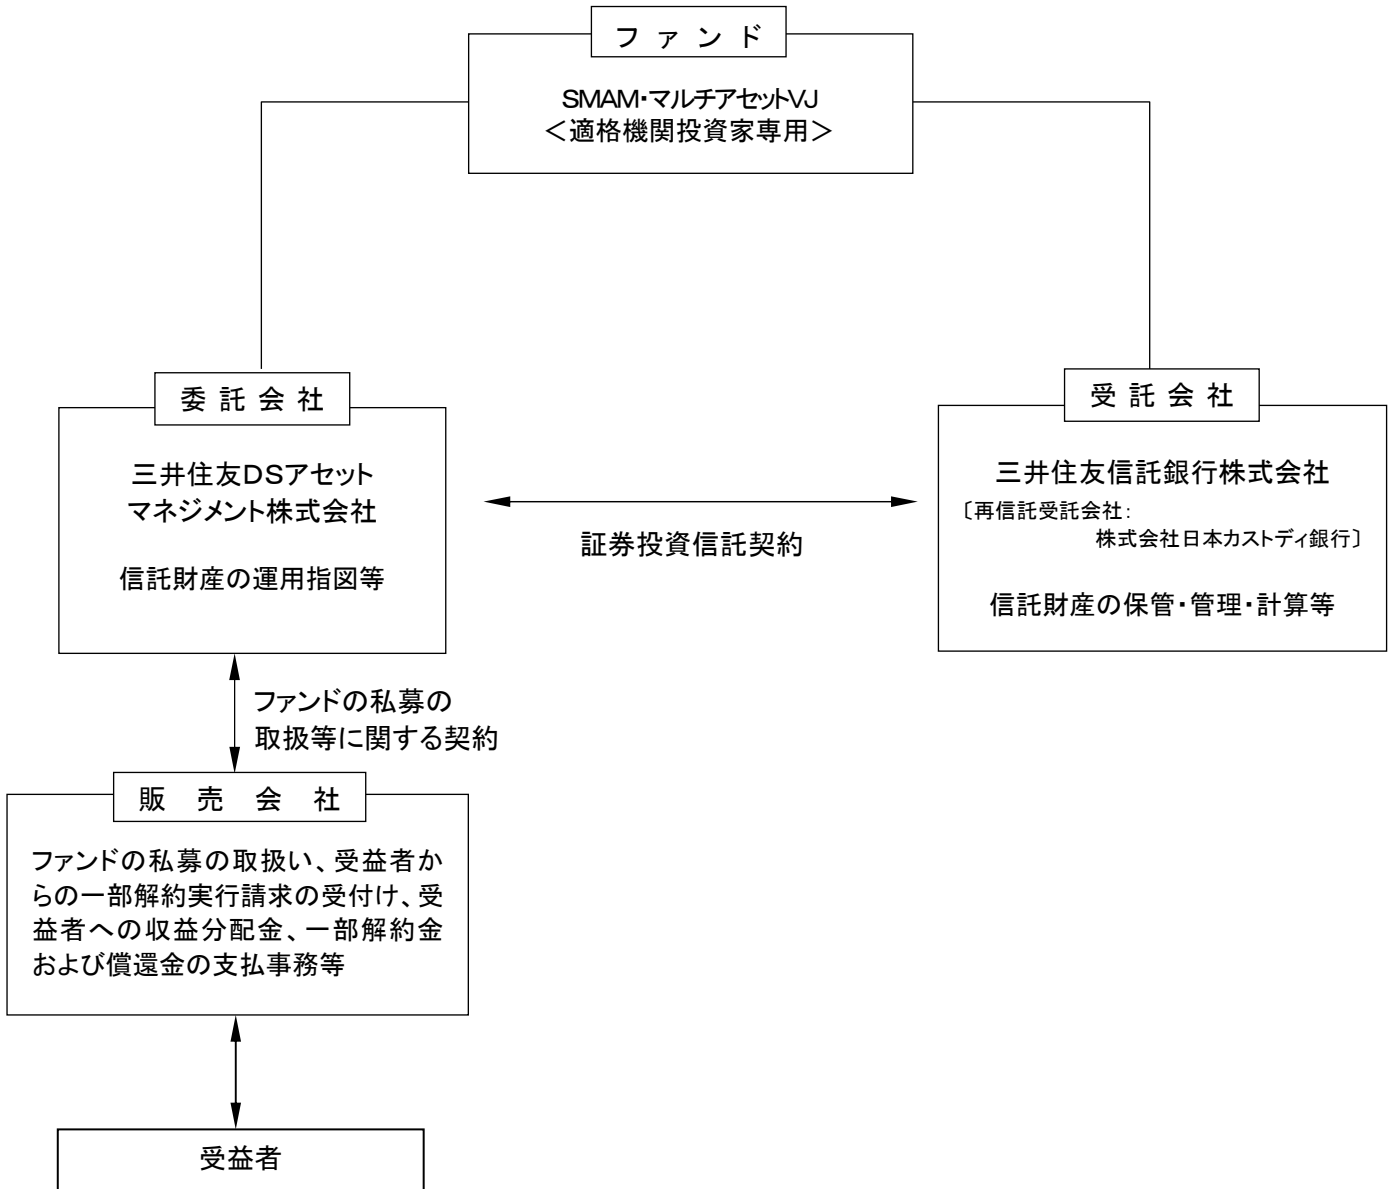 ファンド
SMAM・マルチアセットVJ
＜適格機関投資家専用＞
委託会社
三井住友DSアセット
マネジメント株式会社
信託財産の運用指図等
証券投資信託契約
受託会社
三井住友信託銀行株式会社
〔再信託受託会社：
株式会社日本カストディ銀行〕
信託財産の保管・管理・計算等
ファンドの私募の
取扱等に関する契約
販売会社
ファンドの私募の取扱い、受益者か
らの一部解約実行請求の受付け、受
益者への収益分配金、一部解約金
および償還金の支払事務等
受益者